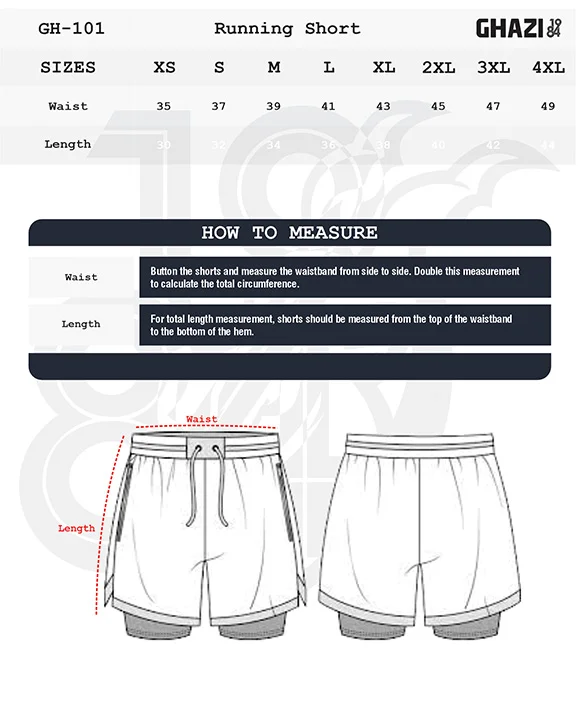 GH-101 Running Short GHAZI 1984
SIZES XS S M L XL 2XL 3XL 4XL
Waist 35 37 39 41 43 45 47 49
Length 30 32 34 36 38 40 42 44
HOW TO MEASURE
Waist
Button the shorts and measure the waistband from side to side. Double this measurement
to calculate the total circumference.
Length
For total length measurement, shorts should be measured from the top of the waistband
to the bottom of the hem.
Waist
Length